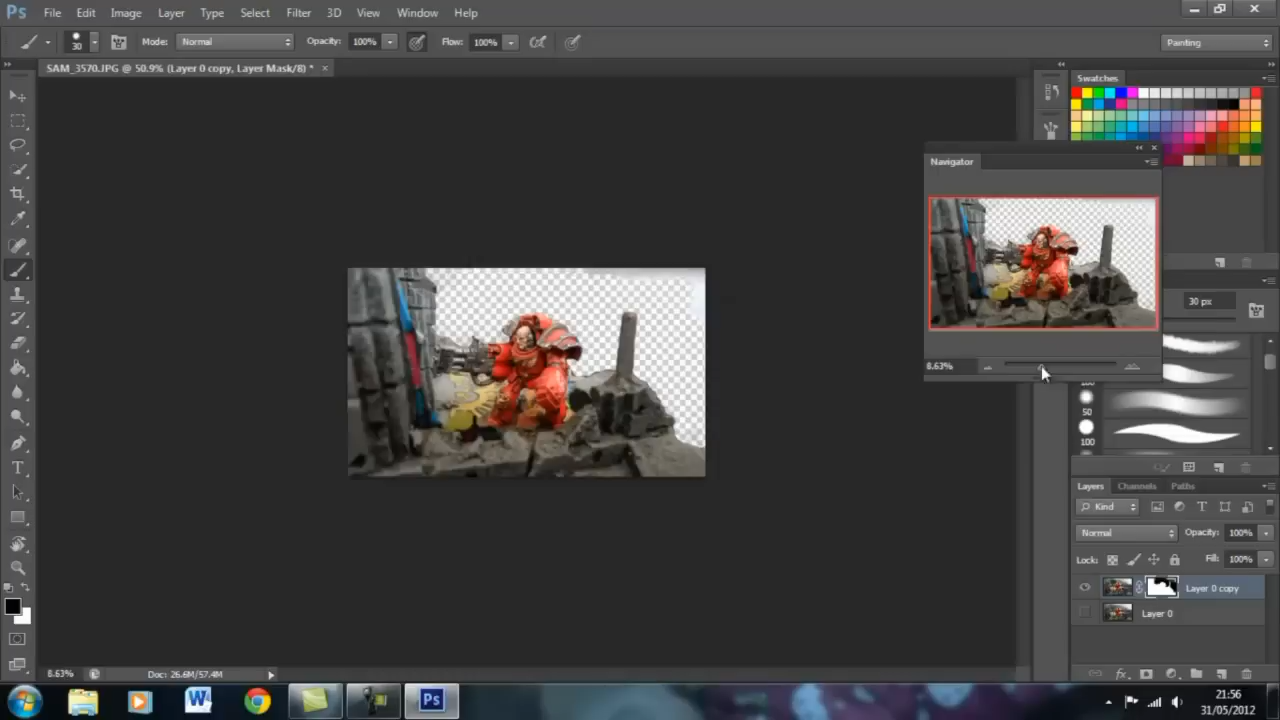 Ps File Edit Image Layer Type Select Filter 3D View Window Help
30 Mode: Normal Opacity: 100% Flow: 100% Painting
SAM_3570.JPG @ 50.9% (Layer 0 copy, Layer Mask/8) *
Swatches
Navigator
30 px
8.63%
50
100
Layers Channels Paths
Kind
Normal Opacity: 100%
Lock: Fill: 100%
Layer 0 copy
Layer 0
8.63% Doc: 26.6M/57.4M
21:56
31/05/2012